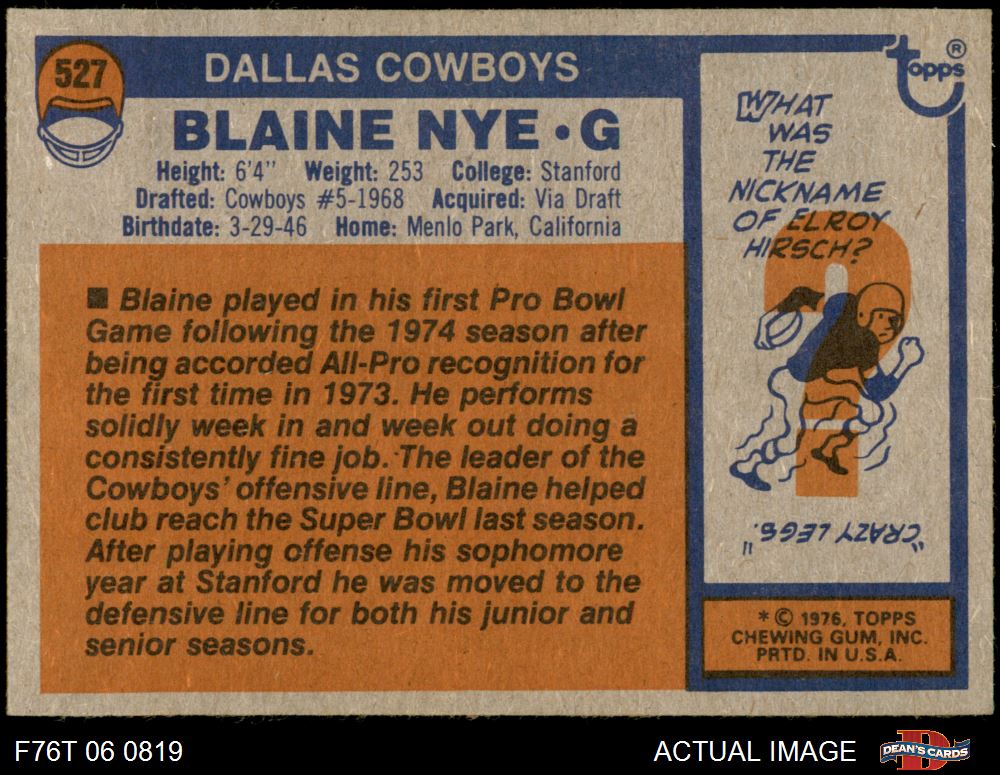 527
DALLAS COWBOYS
BLAINE NYE • G
Height: 6'4" Weight: 253 College: Stanford
Drafted: Cowboys #5-1968 Acquired: Via Draft
Birthdate: 3-29-46 Home: Menlo Park, California
■ Blaine played in his first Pro Bowl
Game following the 1974 season after
being accorded All-Pro recognition for
the first time in 1973. He performs
solidly week in and week out doing a
consistently fine job. The leader of the
Cowboys' offensive line, Blaine helped
club reach the Super Bowl last season.
After playing offense his sophomore
year at Stanford he was moved to the
defensive line for both his junior and
senior seasons.
topps®
WHAT
WAS
THE
NICKNAME
OF ELROY
HIRSCH?
"CRAZY LEGS."
* © 1976, TOPPS
CHEWING GUM, INC.
PRTD. IN U.S.A.
F76T 06 0819
ACTUAL IMAGE
D
DEAN'S CARDS